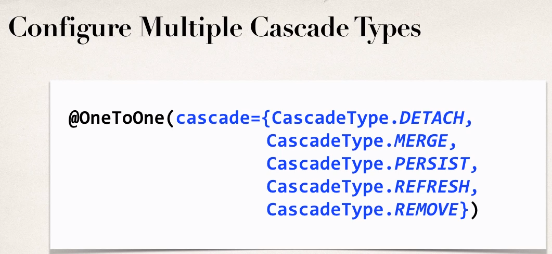 Configure Multiple Cascade Types
@OneToOne(cascade={CascadeType.DETACH,
CascadeType.MERGE,
CascadeType.PERSIST,
CascadeType.REFRESH,
CascadeType.REMOVE})